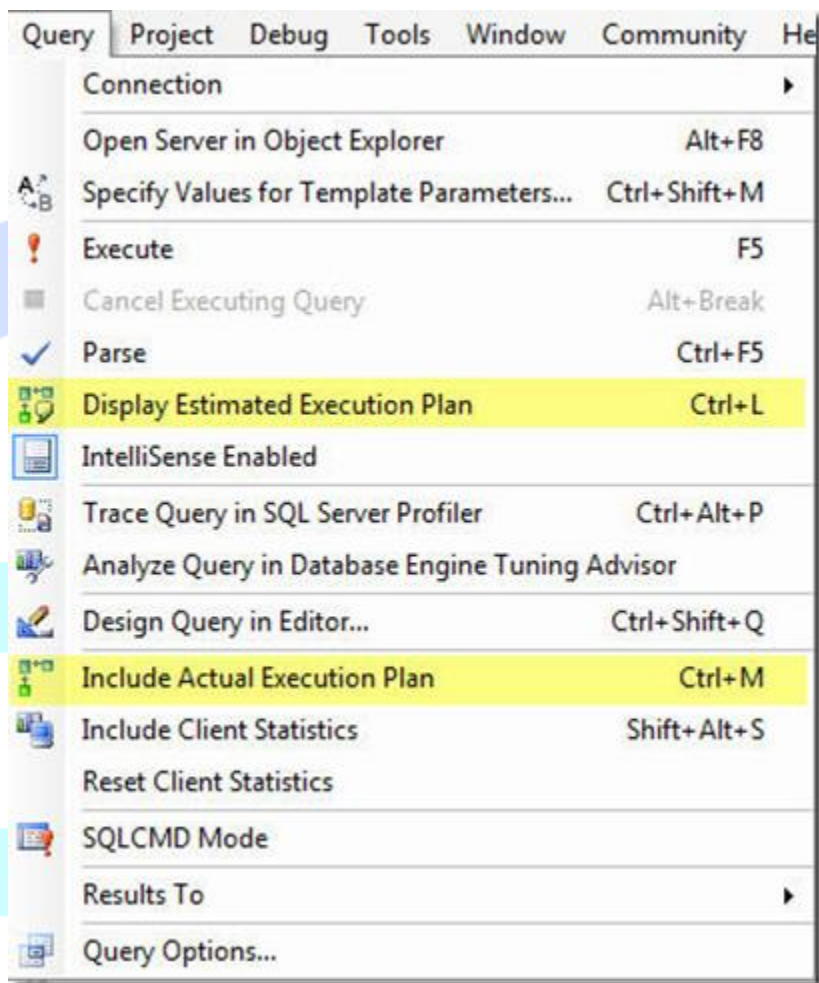 Query Project Debug Tools Window Community He
Connection
Open Server in Object Explorer Alt+F8
Specify Values for Template Parameters... Ctrl+Shift+M
Execute F5
Cancel Executing Query Alt+Break
Parse Ctrl+F5
Display Estimated Execution Plan Ctrl+L
IntelliSense Enabled
Trace Query in SQL Server Profiler Ctrl+Alt+P
Analyze Query in Database Engine Tuning Advisor
Design Query in Editor... Ctrl+Shift+Q
Include Actual Execution Plan Ctrl+M
Include Client Statistics Shift+Alt+S
Reset Client Statistics
SQLCMD Mode
Results To
Query Options...